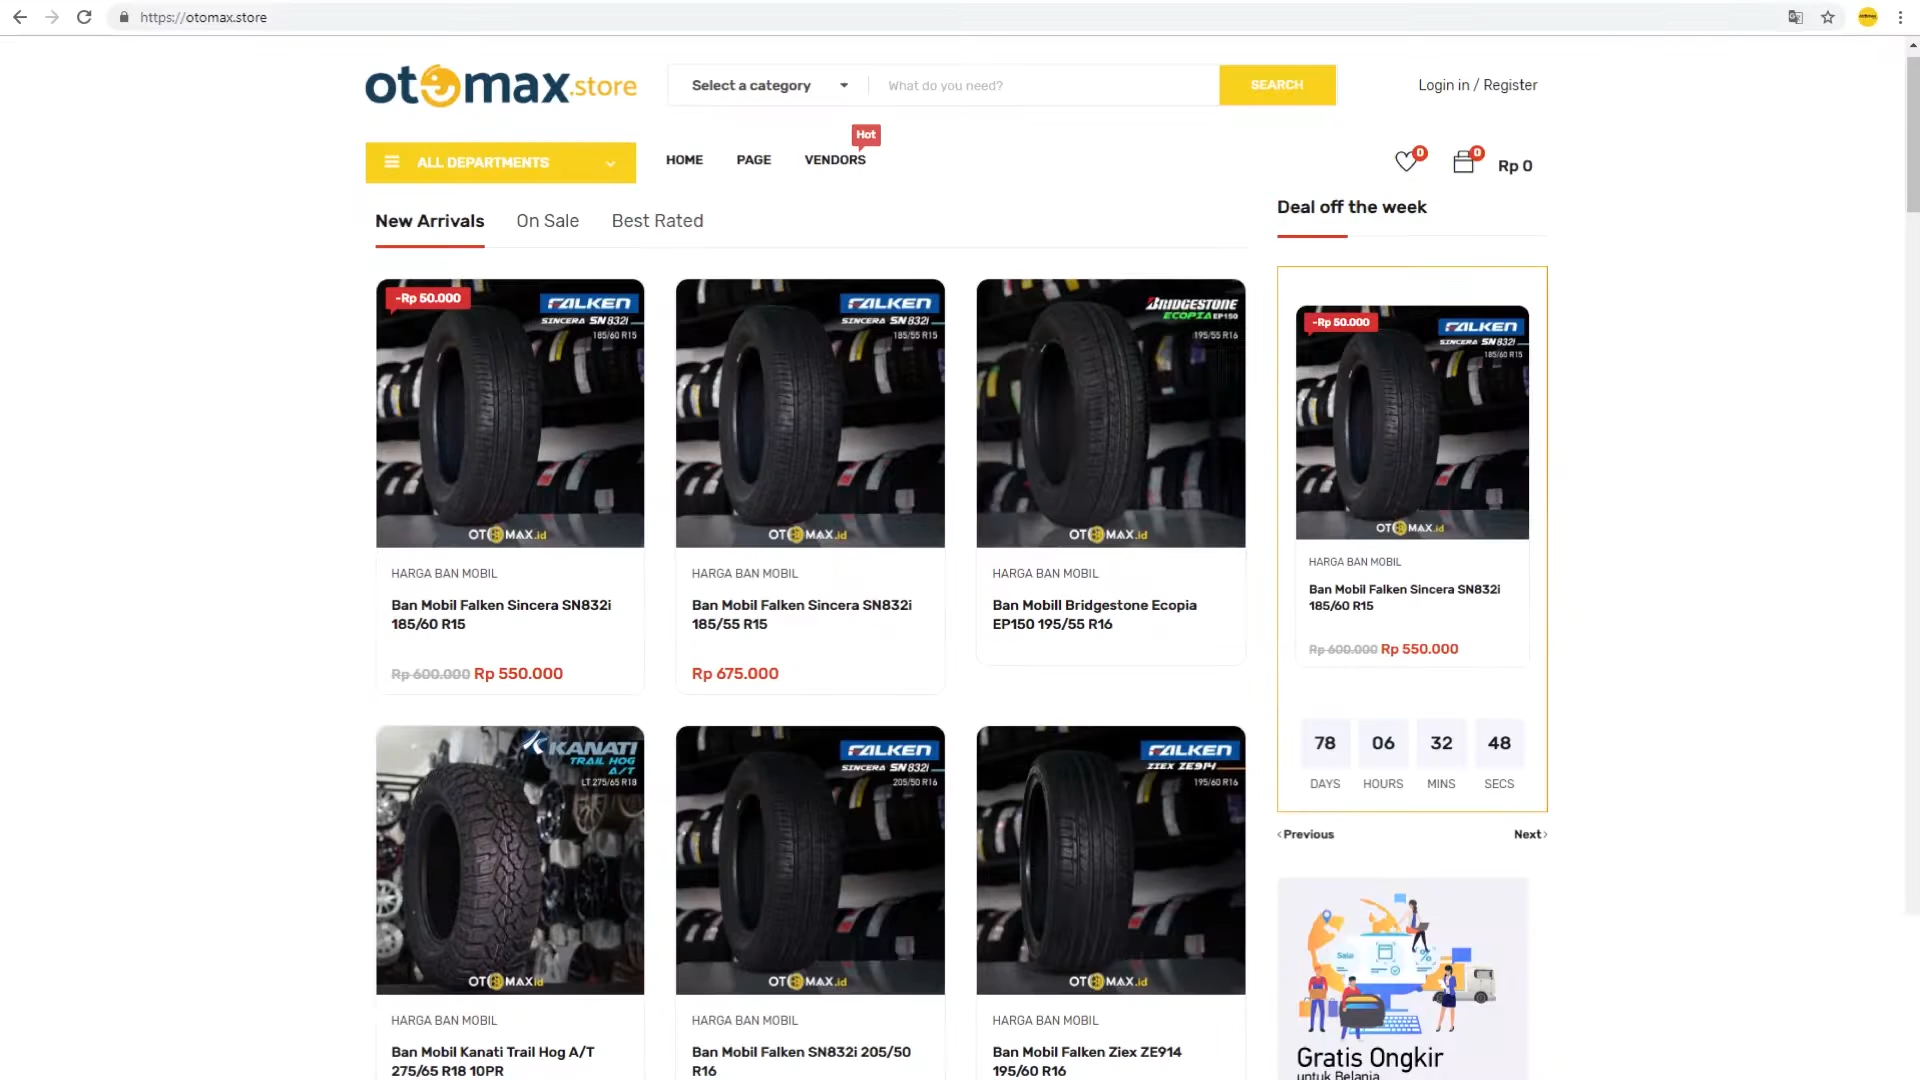 https://otomax.store
otomax.store
Select a category
What do you need?
SEARCH
Login in / Register
Hot
ALL DEPARTMENTS
HOME
PAGE
VENDORS
0
0
Rp 0
New Arrivals
On Sale
Best Rated
Deal off the week
-Rp 50.000
FALKEN
SINCERA SN832i
185/60 R15
OTOMAX.id
HARGA BAN MOBIL
Ban Mobil Falken Sincera SN832i
185/60 R15
Rp 600.000 Rp 550.000
FALKEN
SINCERA SN832i
185/55 R15
OTOMAX.id
HARGA BAN MOBIL
Ban Mobil Falken Sincera SN832i
185/55 R15
Rp 675.000
BRIDGESTONE
ECOPIA EP150
195/55 R16
OTOMAX.id
HARGA BAN MOBIL
Ban Mobill Bridgestone Ecopia
EP150 195/55 R16
-Rp 50.000
FALKEN
SINCERA SN832i
185/60 R15
OTOMAX.id
HARGA BAN MOBIL
Ban Mobil Falken Sincera SN832i
185/60 R15
Rp 600.000 Rp 550.000
78 06 32 48
DAYS HOURS MINS SECS
‹Previous
Next›
KANATI
TRAIL HOG
A/T
LT 275/65 R18
OTOMAX.id
HARGA BAN MOBIL
Ban Mobil Kanati Trail Hog A/T
275/65 R18 10PR
FALKEN
SINCERA SN832i
205/50 R16
OTOMAX.id
HARGA BAN MOBIL
Ban Mobil Falken SN832i 205/50
R16
FALKEN
ZIEX ZE914
195/60 R16
OTOMAX.id
HARGA BAN MOBIL
Ban Mobil Falken Ziex ZE914
195/60 R16
Sale
%
Gratis Ongkir
untuk Belanja